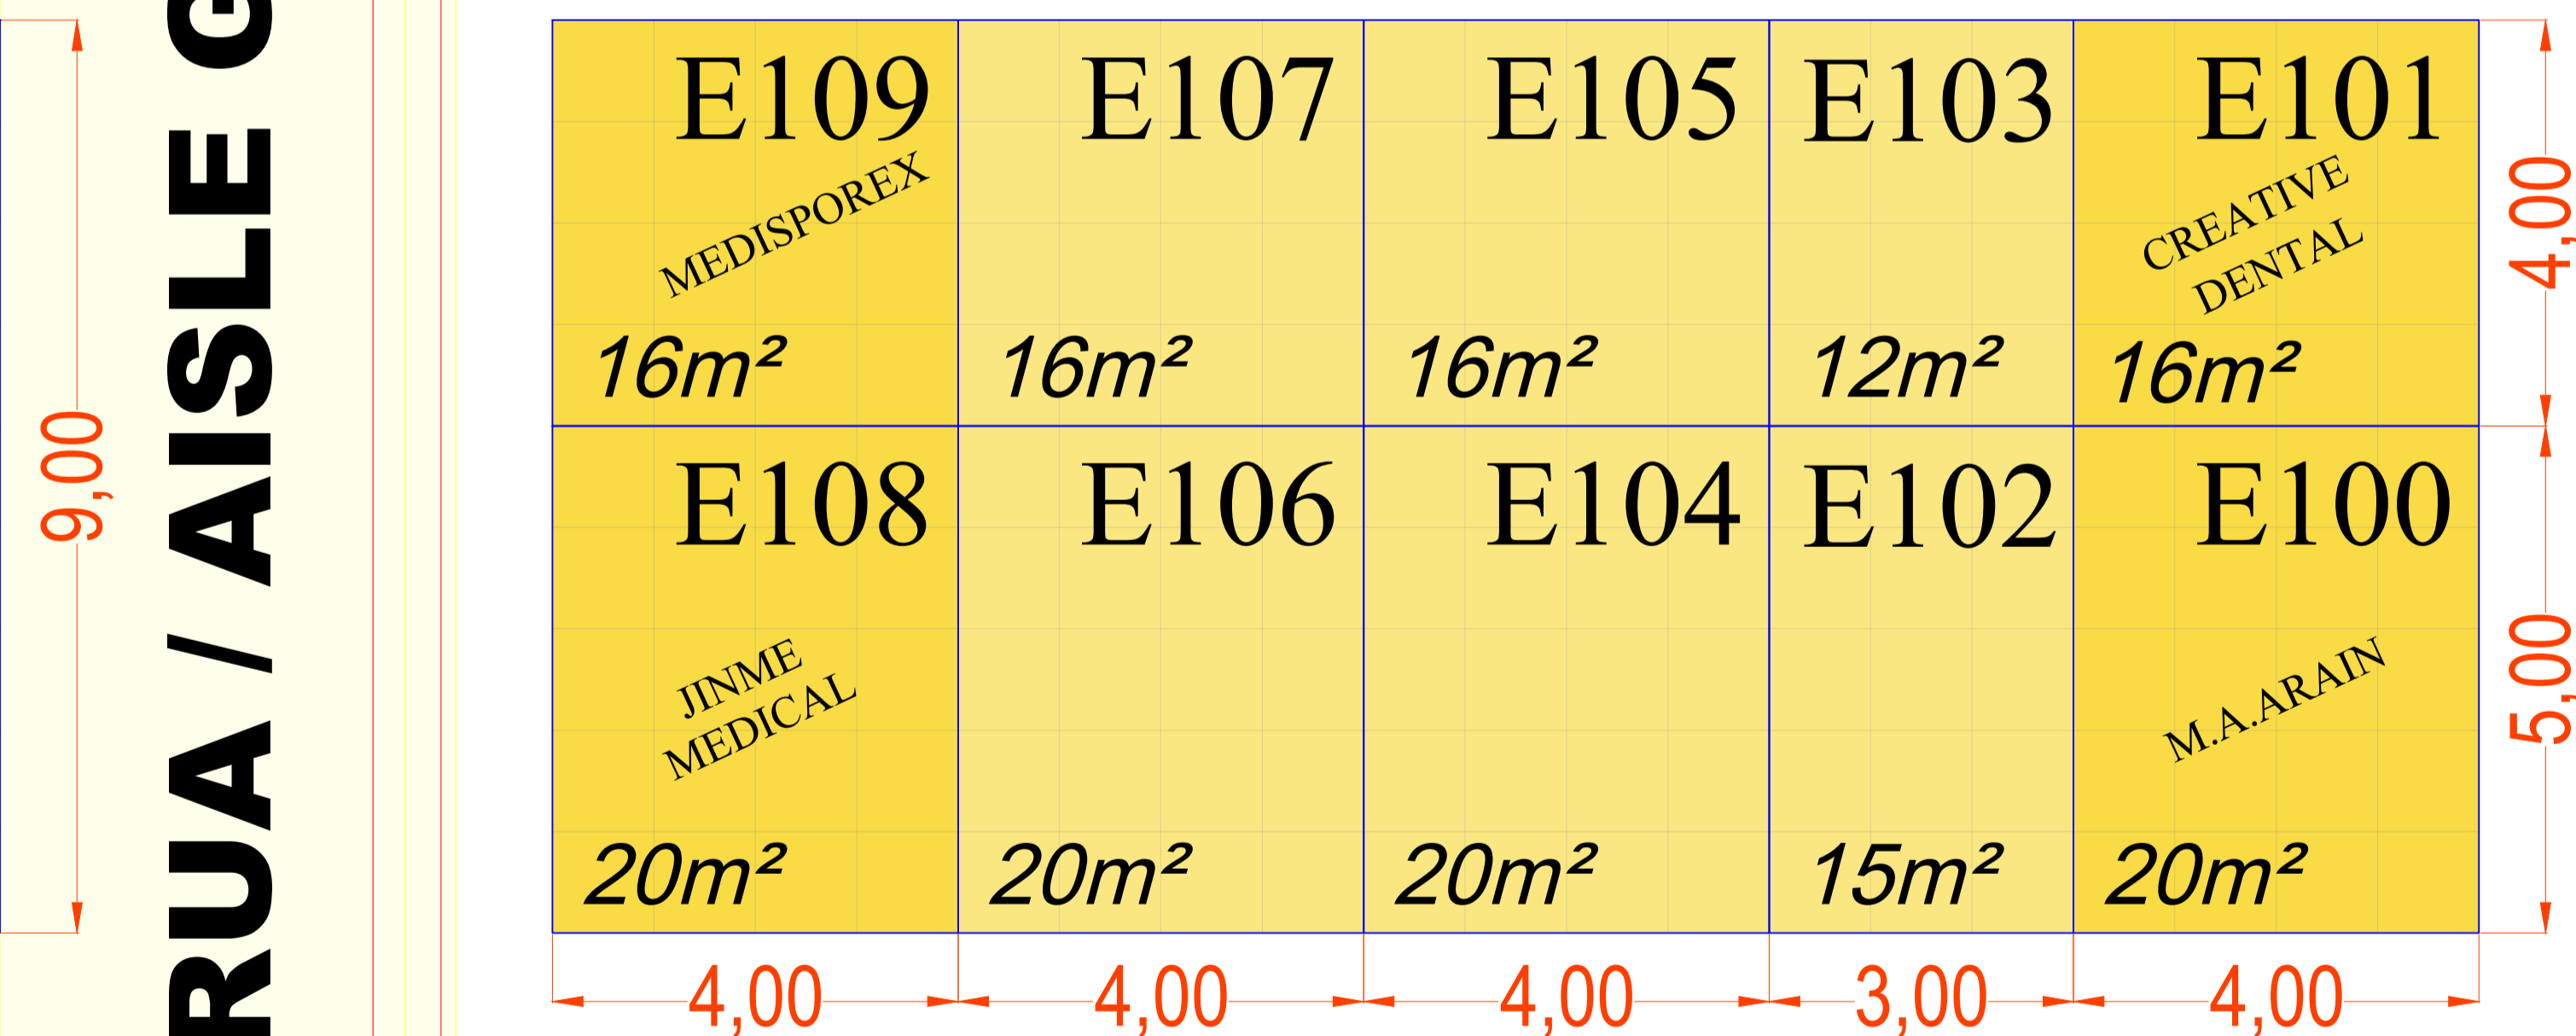 9,00
RUA / AISLE G
E109
MEDISPOREX
16m²
E107
16m²
E105
16m²
E103
12m²
E101
CREATIVE
DENTAL
16m²
4,00
E108
JINME
MEDICAL
20m²
E106
20m²
E104
20m²
E102
15m²
E100
M.A.ARAIN
20m²
5,00
4,00
4,00
4,00
3,00
4,00